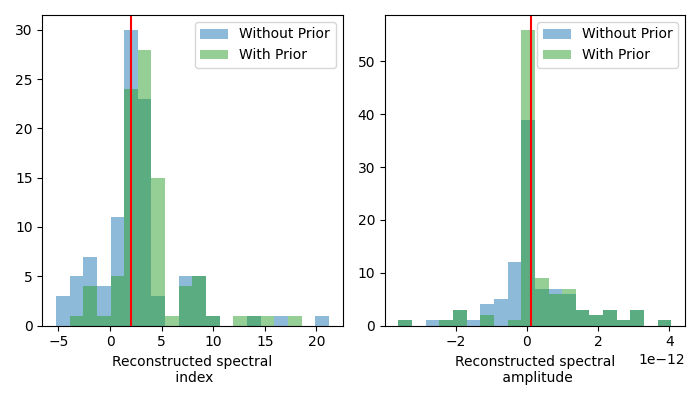 Without Prior
With Prior
30
25
20
15
10
5
0
−5
0
5
10
15
20
Reconstructed spectral
index
Without Prior
With Prior
50
40
30
20
10
0
−2
0
2
4
1e−12
Reconstructed spectral
amplitude